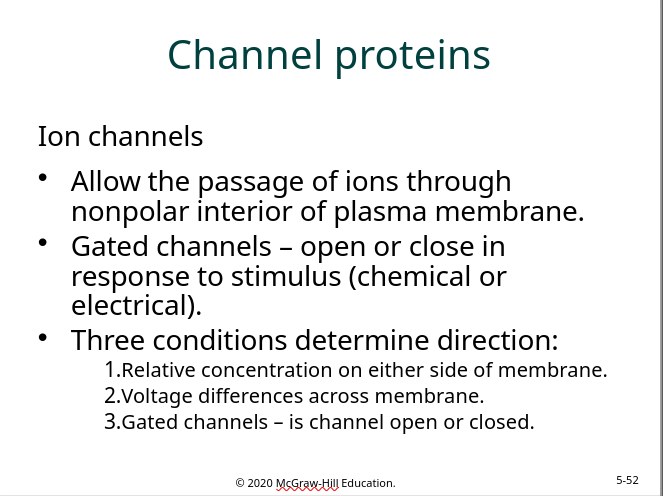 Channel proteins
Ion channels
• Allow the passage of ions through
nonpolar interior of plasma membrane.
• Gated channels – open or close in
response to stimulus (chemical or
electrical).
• Three conditions determine direction:
1.Relative concentration on either side of membrane.
2.Voltage differences across membrane.
3.Gated channels – is channel open or closed.
© 2020 McGraw-Hill Education.
5-52